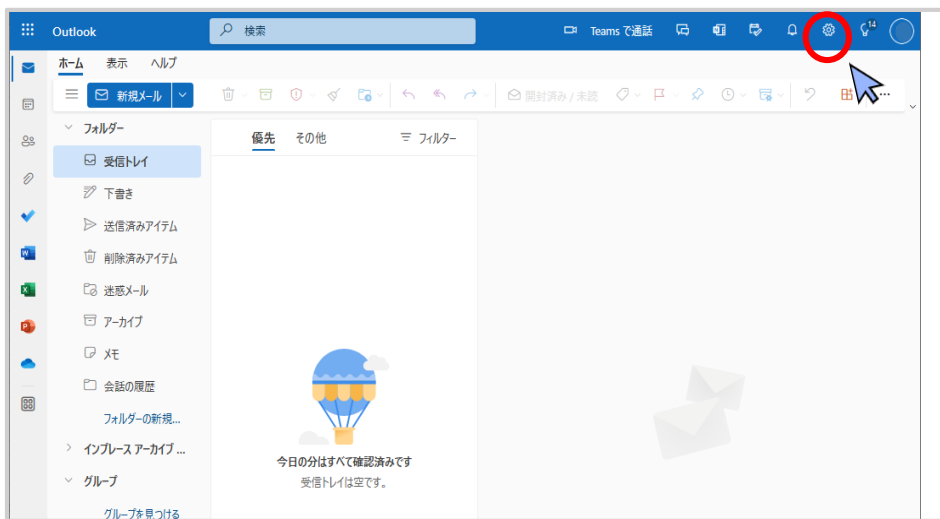 Outlook
検索
Teams で通話
14
ホーム 表示 ヘルプ
新規メール
開封済み / 未読
フォルダー
優先 その他 フィルター
受信トレイ
下書き
送信済みアイテム
削除済みアイテム
迷惑メール
アーカイブ
メモ
会話の履歴
フォルダーの新規...
インプレース アーカイブ ...
グループ
グループを見つける
今日の分はすべて確認済みです
受信トレイは空です。